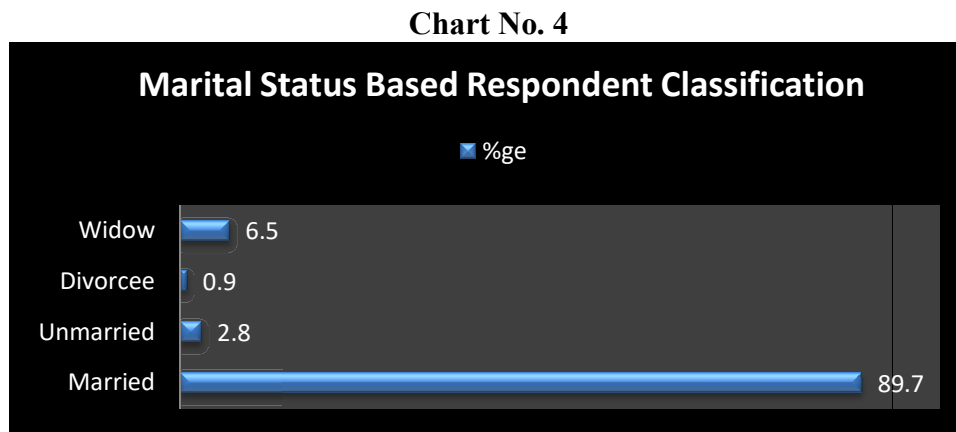 Chart No. 4
Marital Status Based Respondent Classification
%ge
Widow 6.5
Divorcee 0.9
Unmarried 2.8
Married 89.7